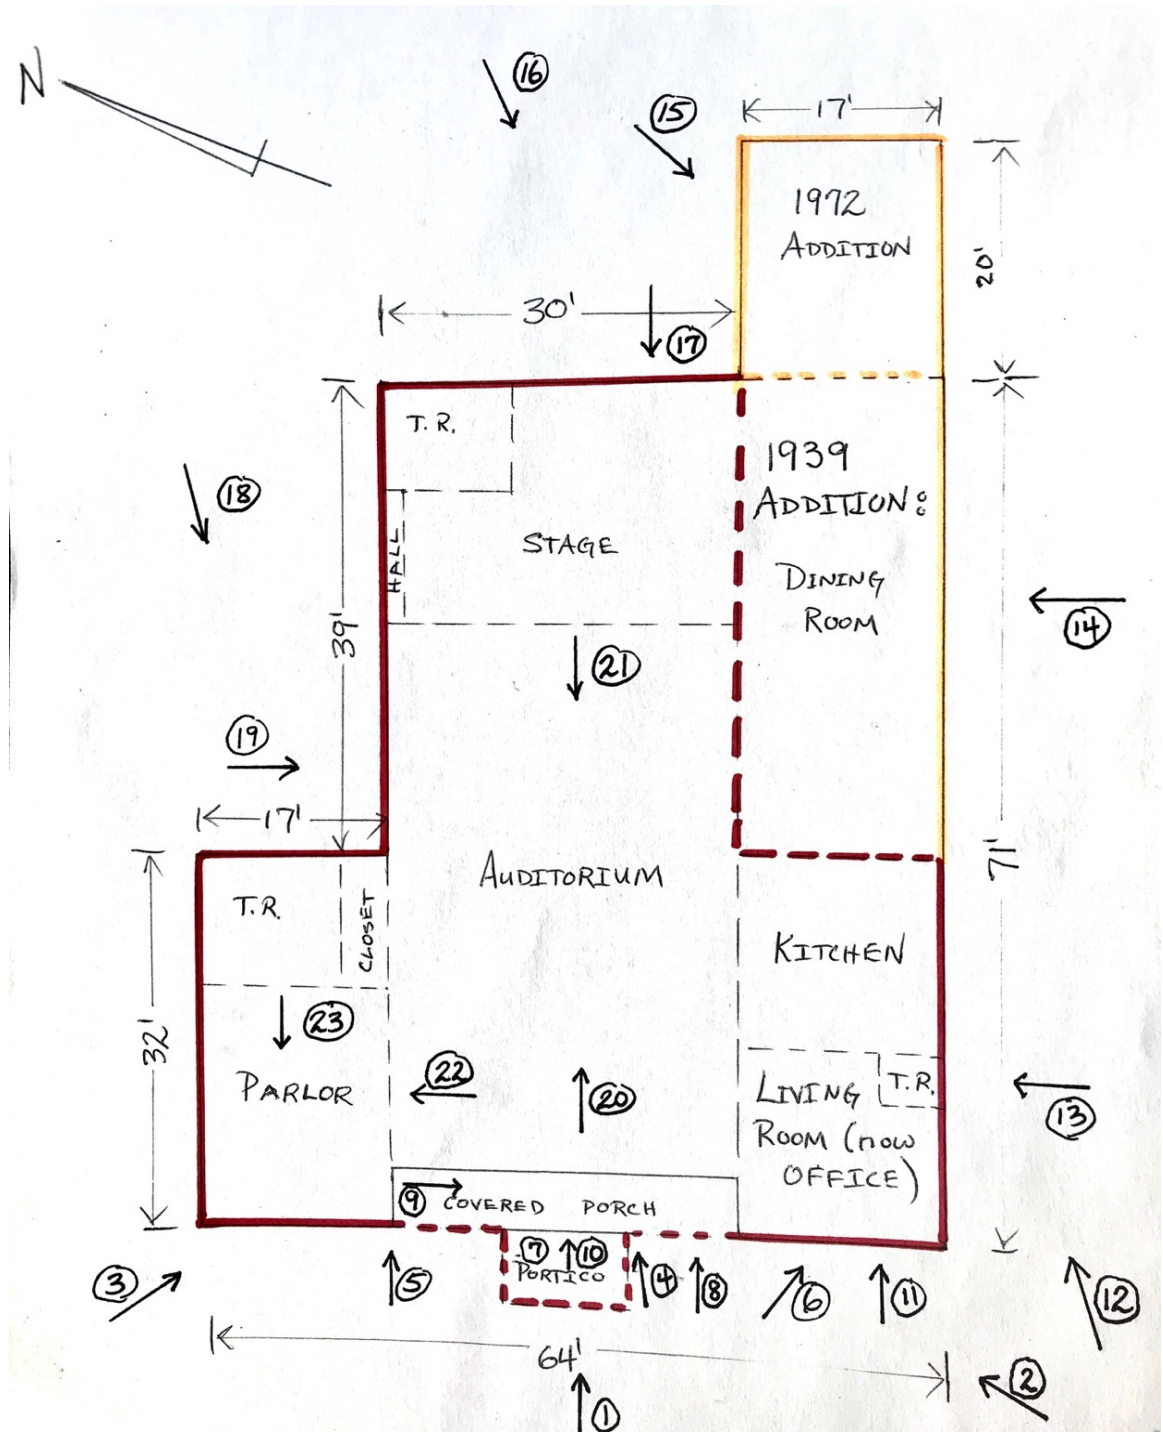 N
16
15
17'
1972
ADDITION
20'
30'
17
T.R.
1939
ADDITION:
18
HALL
STAGE
DINING
ROOM
14
39'
21
19
17'
AUDITORIUM
71'
T.R.
CLOSET
KITCHEN
23
32'
PARLOR
22
20
LIVING
T.R.
ROOM (now
OFFICE)
13
9
COVERED PORCH
7
10
PORTICO
3
5
4
8
6
11
12
64'
2
1